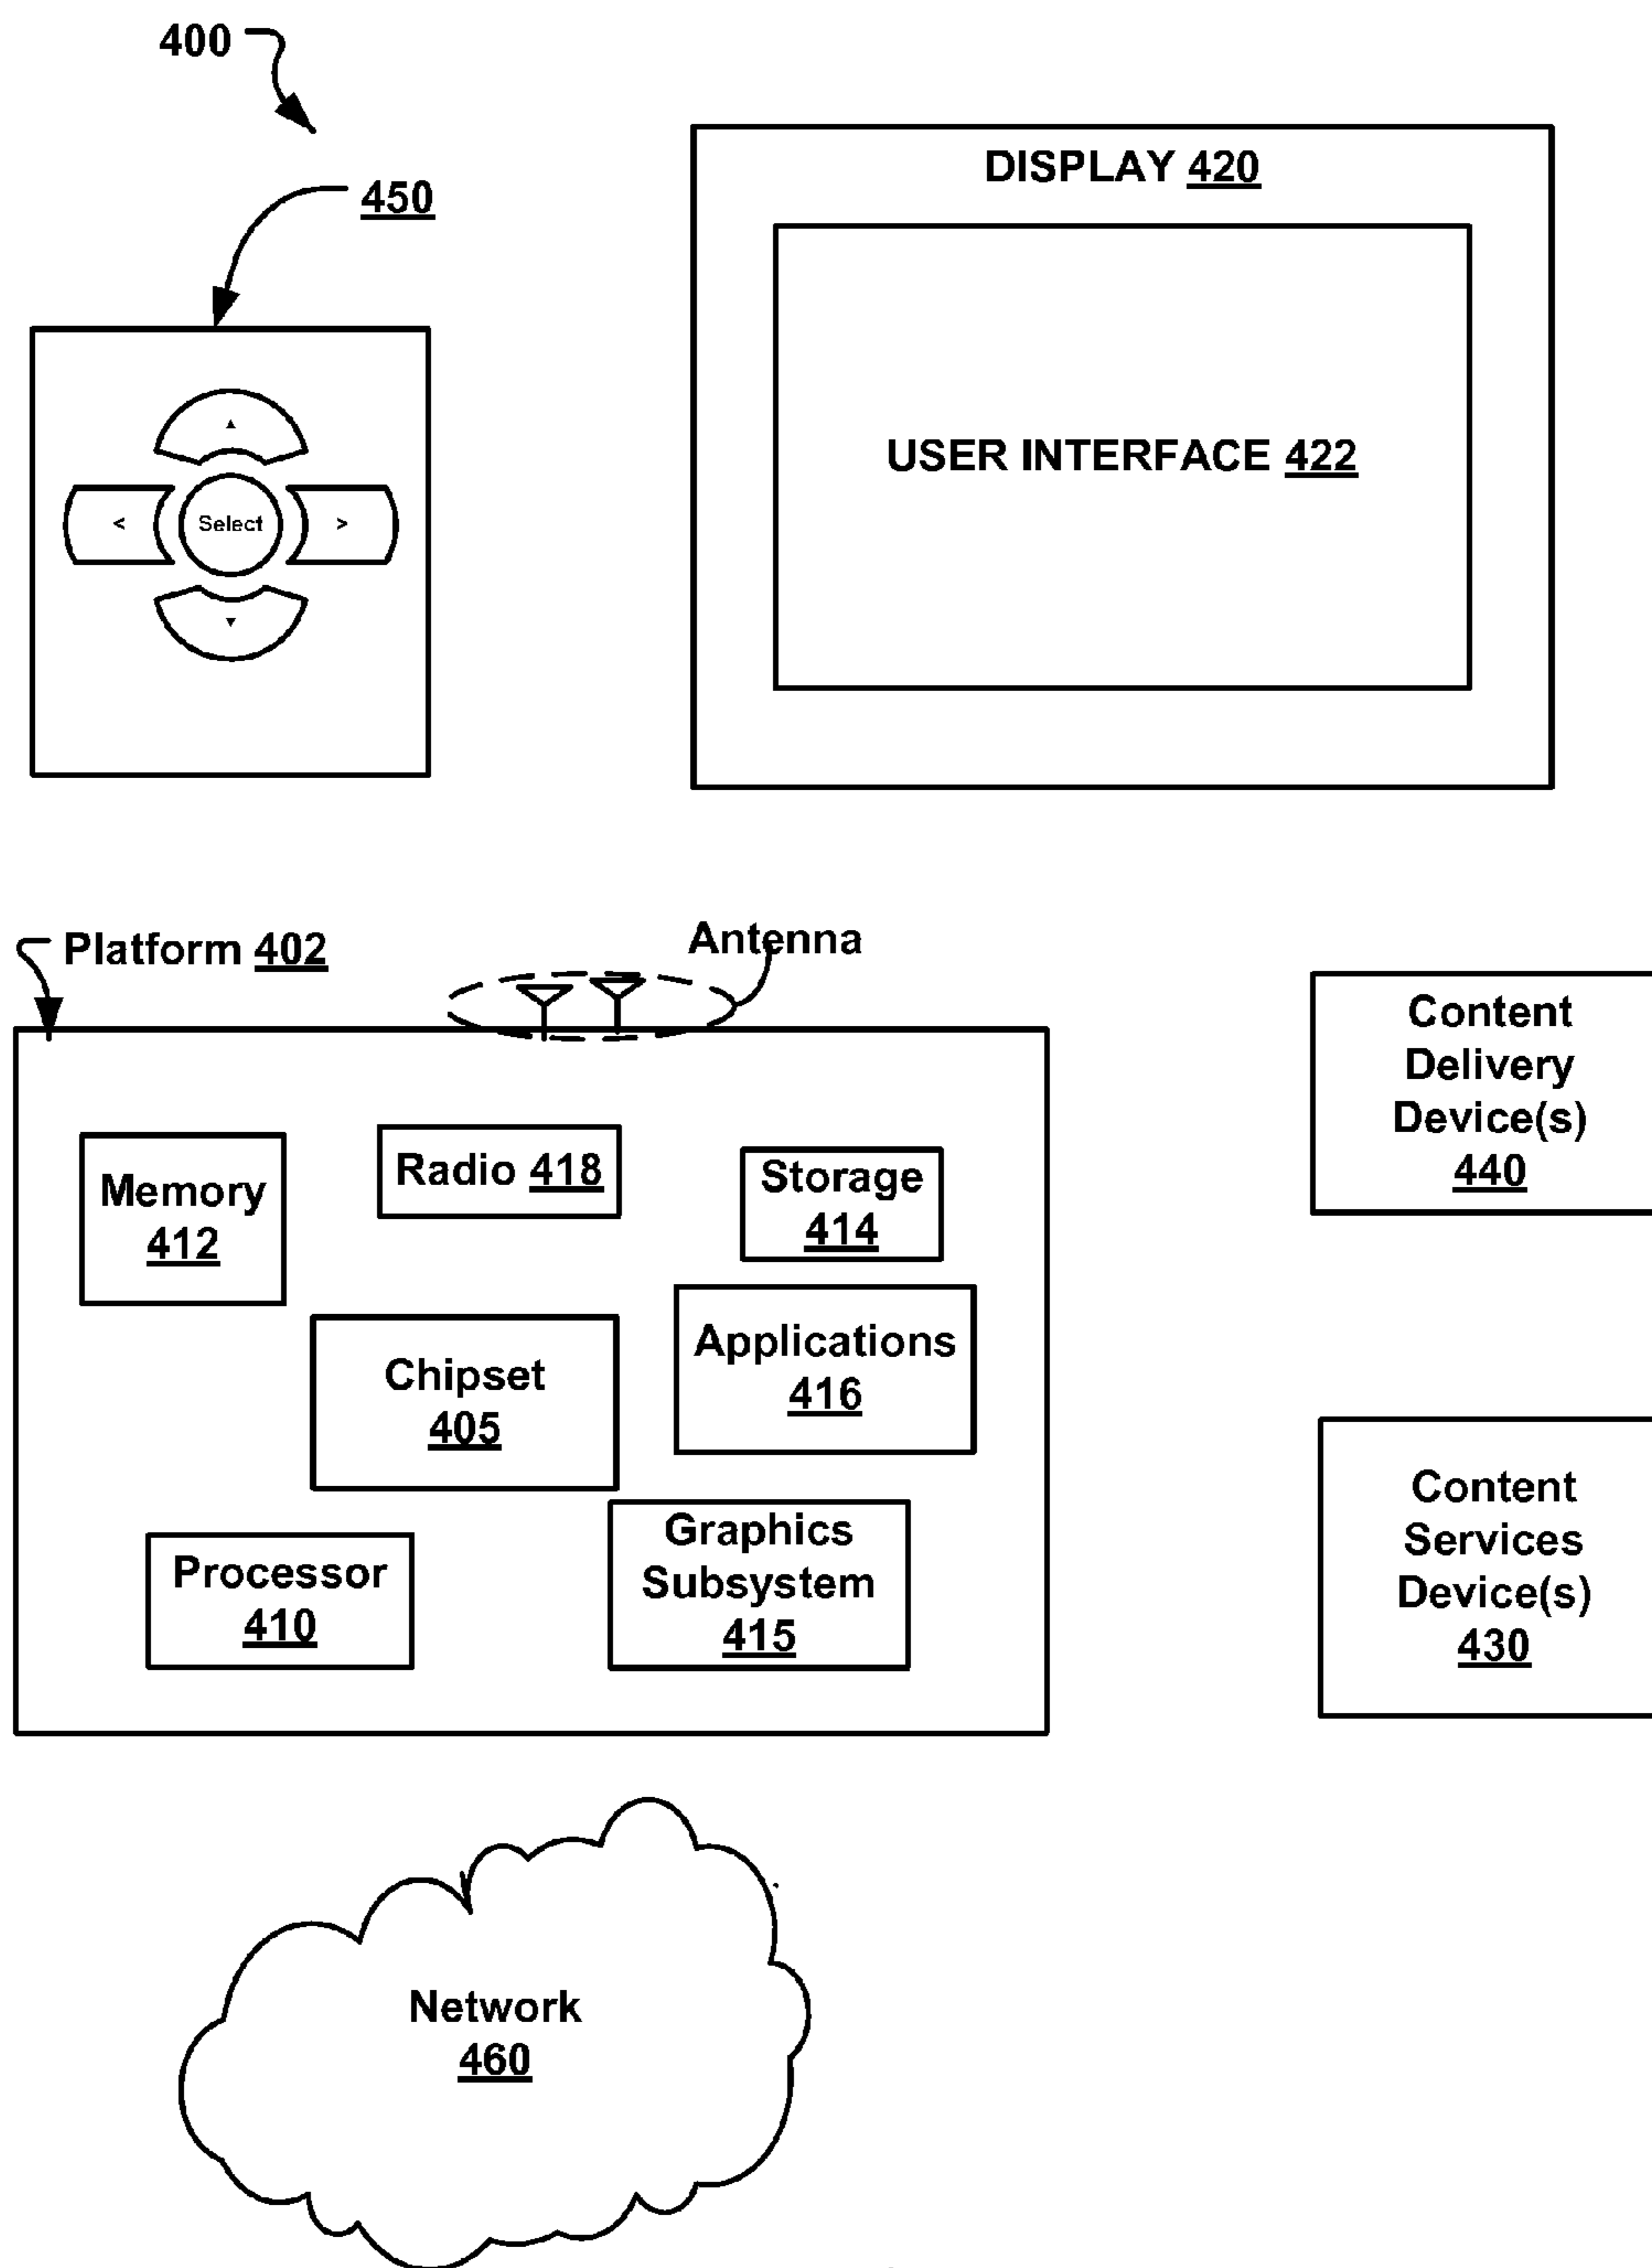 400
450
DISPLAY 420
USER INTERFACE 422
▲
< Select >
▼
Platform 402
Antenna
Memory
412
Radio 418
Storage
414
Chipset
405
Applications
416
Processor
410
Graphics
Subsystem
415
Content
Delivery
Device(s)
440
Content
Services
Device(s)
430
Network
460